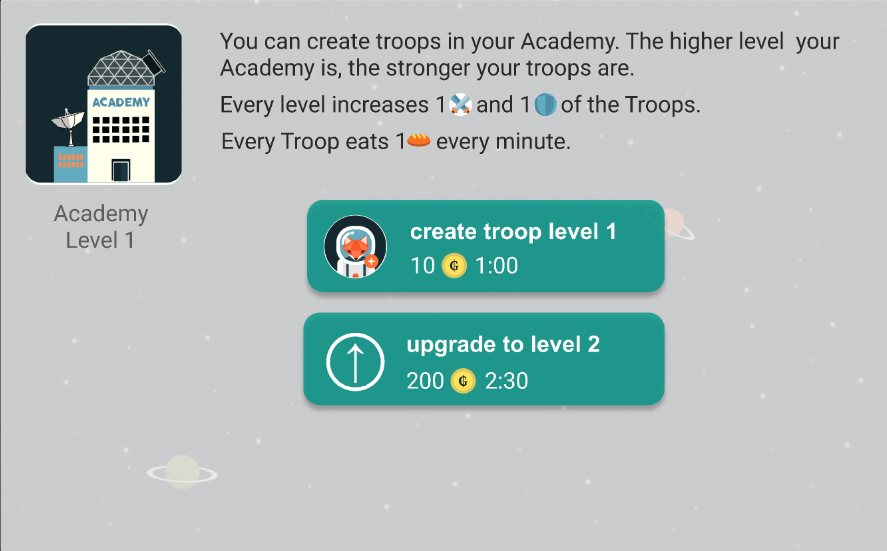 You can create troops in your Academy. The higher level your
Academy is, the stronger your troops are.
Every level increases 1 and 1 of the Troops.
Every Troop eats 1 every minute.
ACADEMY
Academy
Level 1
create troop level 1
10 ₲ 1:00
upgrade to level 2
200 ₲ 2:30